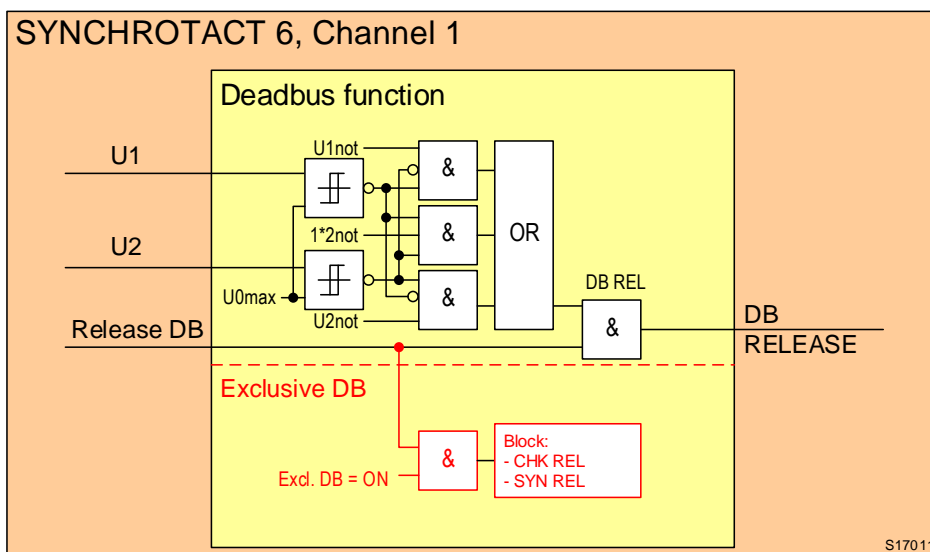 SYNCHROTACT 6, Channel 1
Deadbus function
U1
U1not
&
1*2not
&
OR
U2
U0max
U2not
&
DB REL
&
Release DB
DB
RELEASE
Exclusive DB
Excl. DB = ON
&
Block:
- CHK REL
- SYN REL